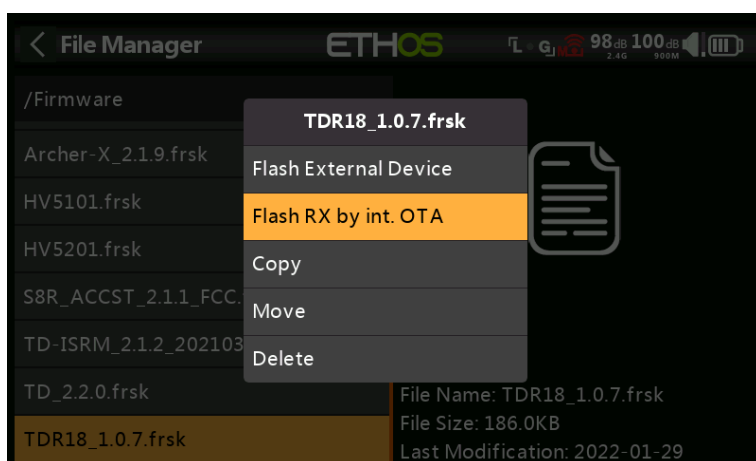 File Manager
ETHOS
98dB 2.4G
100dB 900M
/Firmware
TDR18_1.0.7.frsk
Archer-X_2.1.9.frsk
Flash External Device
HV5101.frsk
Flash RX by int. OTA
HV5201.frsk
Copy
S8R_ACCST_2.1.1_FCC.
Move
TD-ISRM_2.1.2_202103
Delete
TD_2.2.0.frsk
TDR18_1.0.7.frsk
File Name: TDR18_1.0.7.frsk
File Size: 186.0KB
Last Modification: 2022-01-29